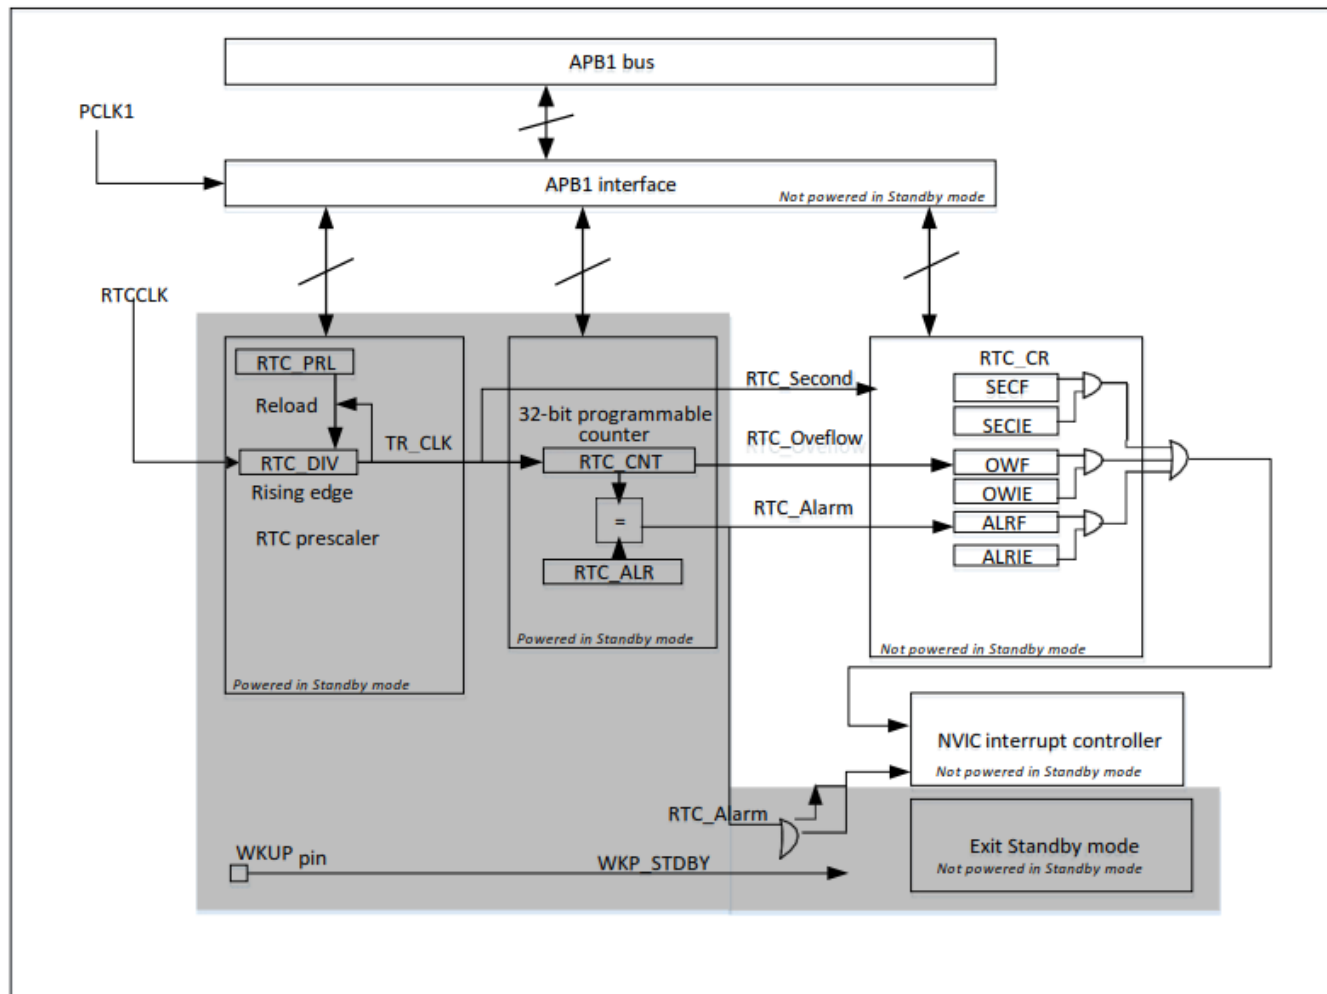 APB1 bus
PCLK1
APB1 interface
Not powered in Standby mode
RTCCLK
RTC_PRL
Reload
RTC_DIV
Rising edge
RTC prescaler
Powered in Standby mode
TR_CLK
32-bit programmable
counter
RTC_CNT
=
RTC_ALR
Powered in Standby mode
RTC_Second
RTC_Oveflow
RTC_Alarm
RTC_CR
SECF
SECIE
OWF
OWIE
ALRF
ALRIE
Not powered in Standby mode
NVIC interrupt controller
Not powered in Standby mode
RTC_Alarm
Exit Standby mode
Not powered in Standby mode
WKUP pin
WKP_STDBY